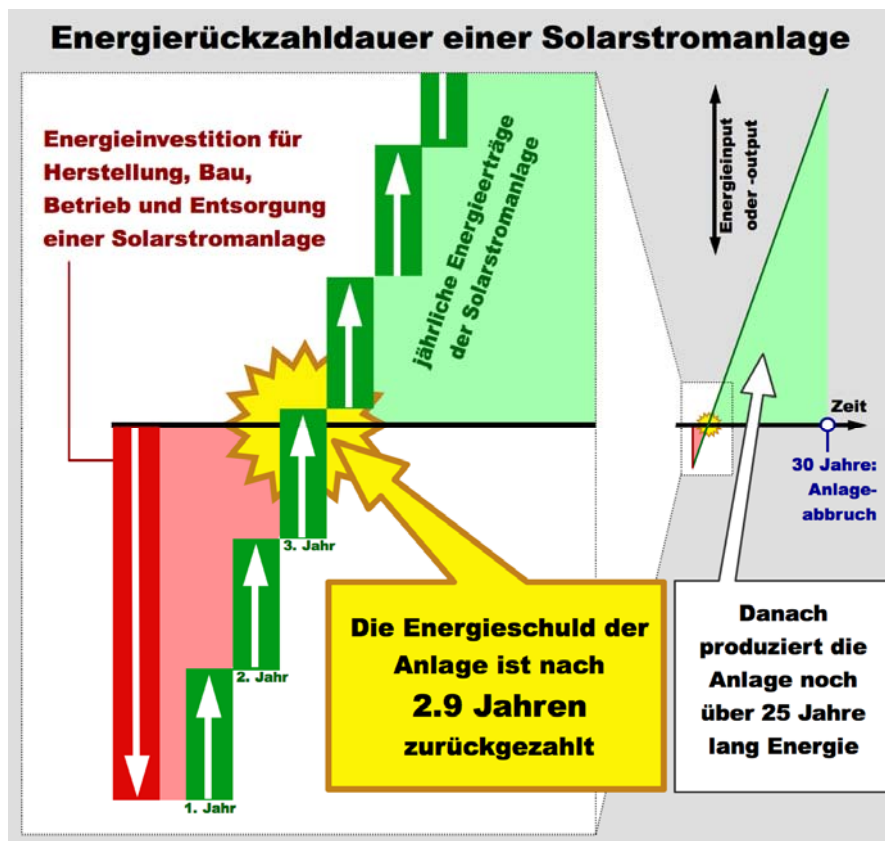 Energierückzahldauer einer Solarstromanlage
Energieinvestition für
Herstellung, Bau,
Betrieb und Entsorgung
einer Solarstromanlage
jährliche Energieerträge
der Solarstromanlage
1. Jahr
2. Jahr
3. Jahr
Die Energieschuld der
Anlage ist nach
2.9 Jahren
zurückgezahlt
Energieinput
oder -output
Zeit
30 Jahre:
Anlage-
abbruch
Danach
produziert die
Anlage noch
über 25 Jahre
lang Energie